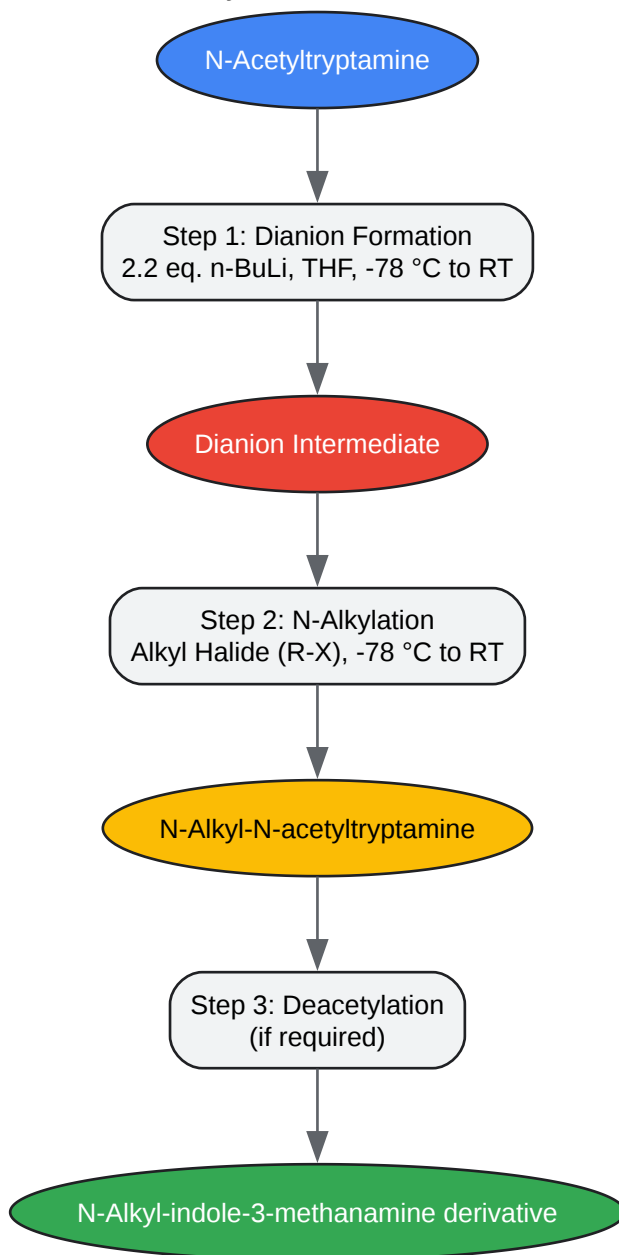 N-Acetyltryptamine
Step 1: Dianion Formation
2.2 eq. n-BuLi, THF, -78 °C to RT
Dianion Intermediate
Step 2: N-Alkylation
Alkyl Halide (R-X), -78 °C to RT
N-Alkyl-N-acetyltryptamine
Step 3: Deacetylation
(if required)
N-Alkyl-indole-3-methanamine derivative